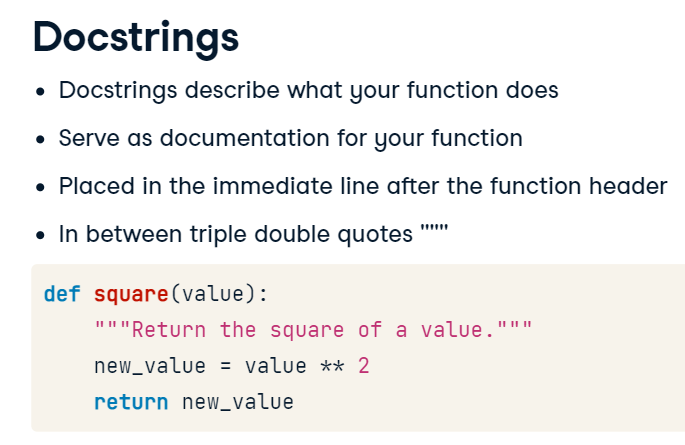 Docstrings
• Docstrings describe what your function does
• Serve as documentation for your function
• Placed in the immediate line after the function header
• In between triple double quotes """
def square(value):
    """Return the square of a value."""
    new_value = value ** 2
    return new_value